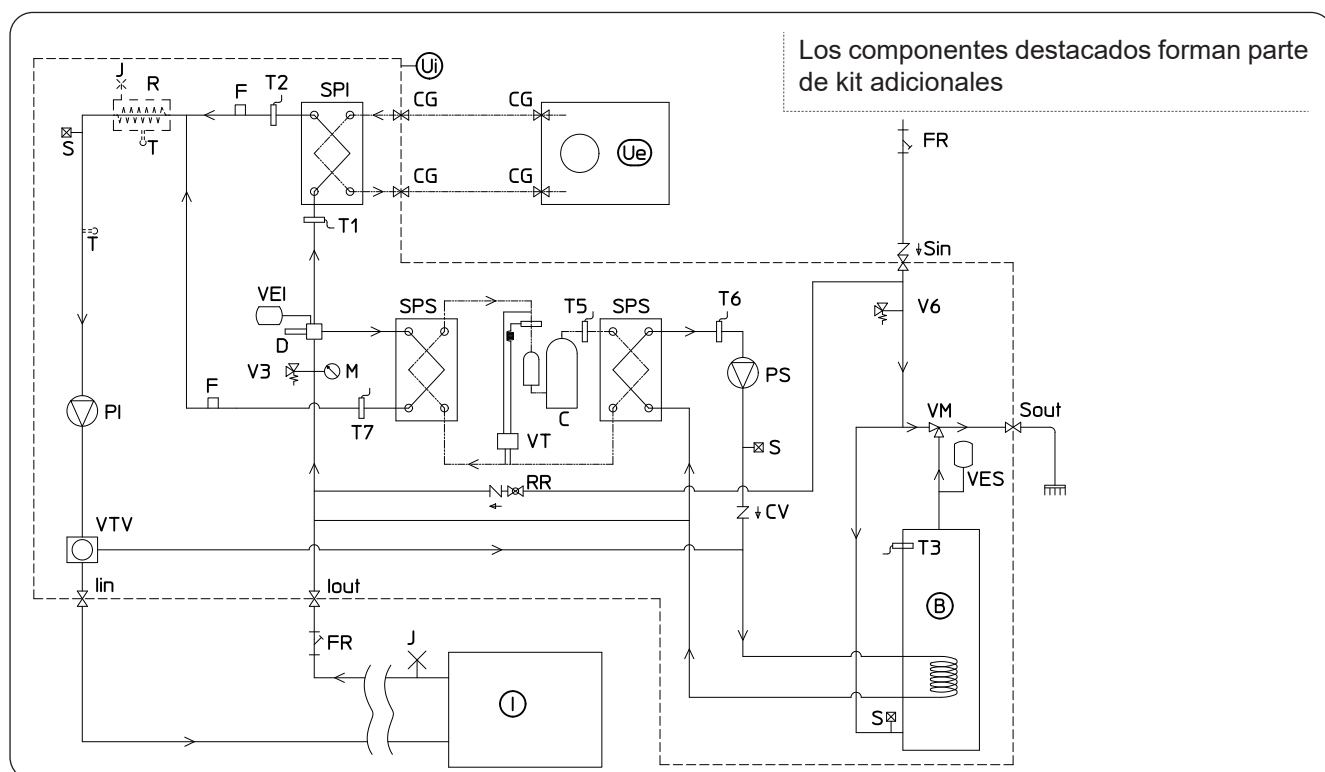 Los componentes destacados forman parte
de kit adicionales
Ui
J
R
F
T2
SPI
CG
CG
FR
S
T
Ue
CG
CG
T1
T
Sin
VEI
SPS
T5
SPS
T6
V6
D
V3
M
PS
F
PI
T7
C
VM
Sout
VT
S
VES
RR
VTV
CV
T3
Iin
Iout
B
FR
J
I
S